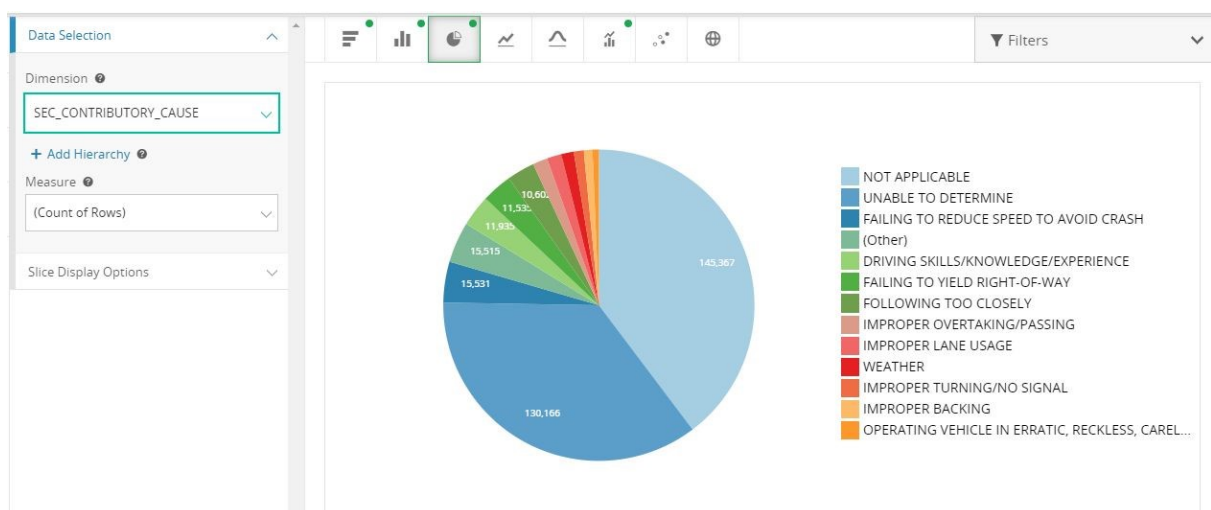 Data Selection
Dimension
SEC_CONTRIBUTORY_CAUSE
+ Add Hierarchy
Measure
(Count of Rows)
Slice Display Options
Filters
145,367
130,166
15,531
15,515
11,935
11,535
10,60
NOT APPLICABLE
UNABLE TO DETERMINE
FAILING TO REDUCE SPEED TO AVOID CRASH
(Other)
DRIVING SKILLS/KNOWLEDGE/EXPERIENCE
FAILING TO YIELD RIGHT-OF-WAY
FOLLOWING TOO CLOSELY
IMPROPER OVERTAKING/PASSING
IMPROPER LANE USAGE
WEATHER
IMPROPER TURNING/NO SIGNAL
IMPROPER BACKING
OPERATING VEHICLE IN ERRATIC, RECKLESS, CAREL...